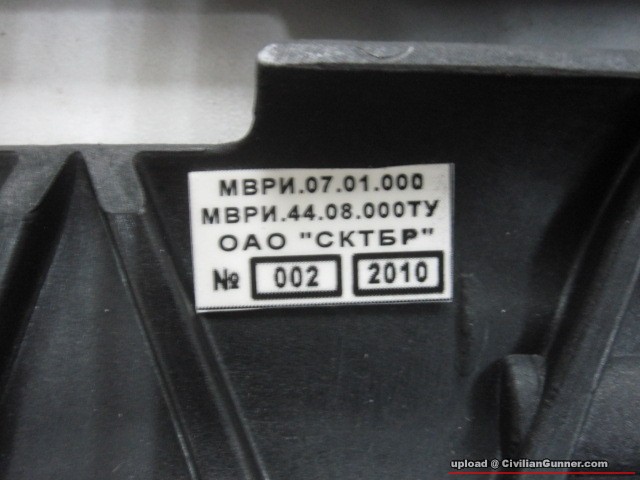 МВРИ.07.01.000
МВРИ.44.08.000ТУ
ОАО "СКТБР"
№ 002 2010
upload @ CivilianGunner.com